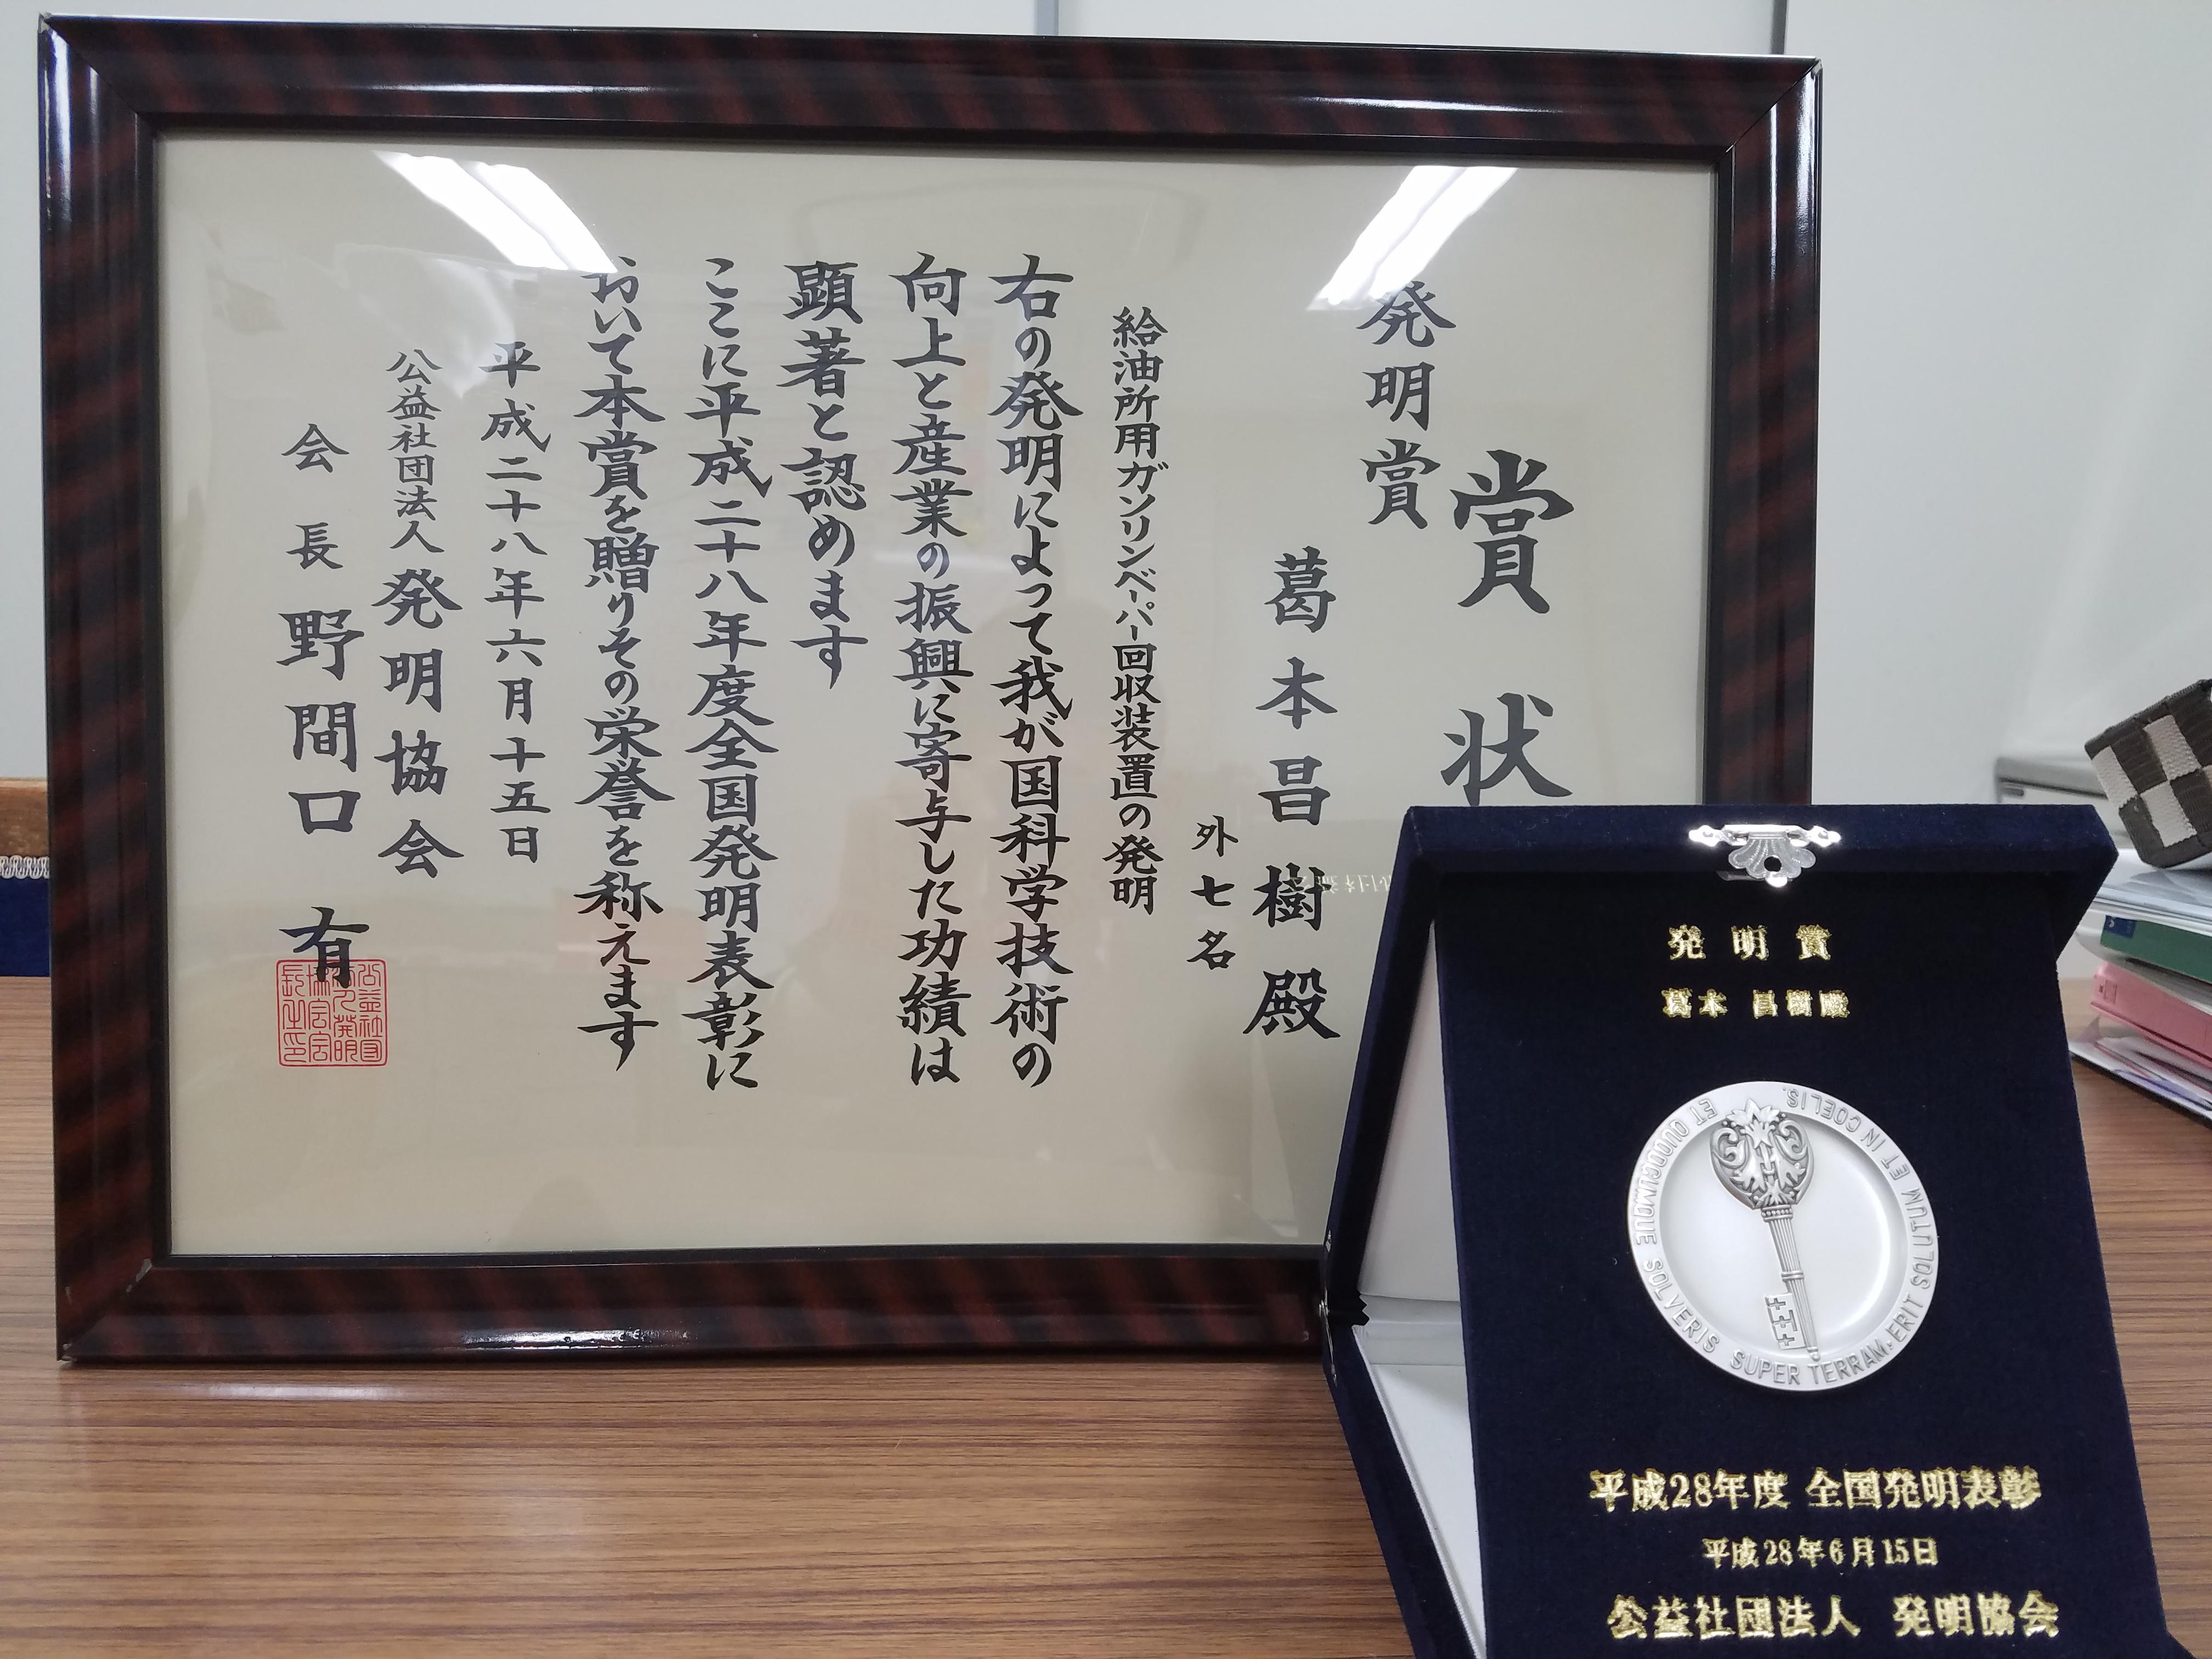 賞状
発明賞
葛本昌樹殿
外七名
給油所用ガソリンベーパー回収装置の発明
右の発明によって我が国科学技術の
向上と産業の振興に寄与した功績は
顕著と認めます
ここに平成二十八年度全国発明表彰に
おいて本賞を贈りその栄誉を称えます
平成二十八年六月十五日
公益社団法人発明協会
会長野間口有
発明賞
葛本 昌樹殿
ET QUODCUMQUE SOLVERIS SUPER TERRAM, ERIT SOLUTUM ET IN COELIS.
平成28年度 全国発明表彰
平成28年6月15日
公益社団法人 発明協会